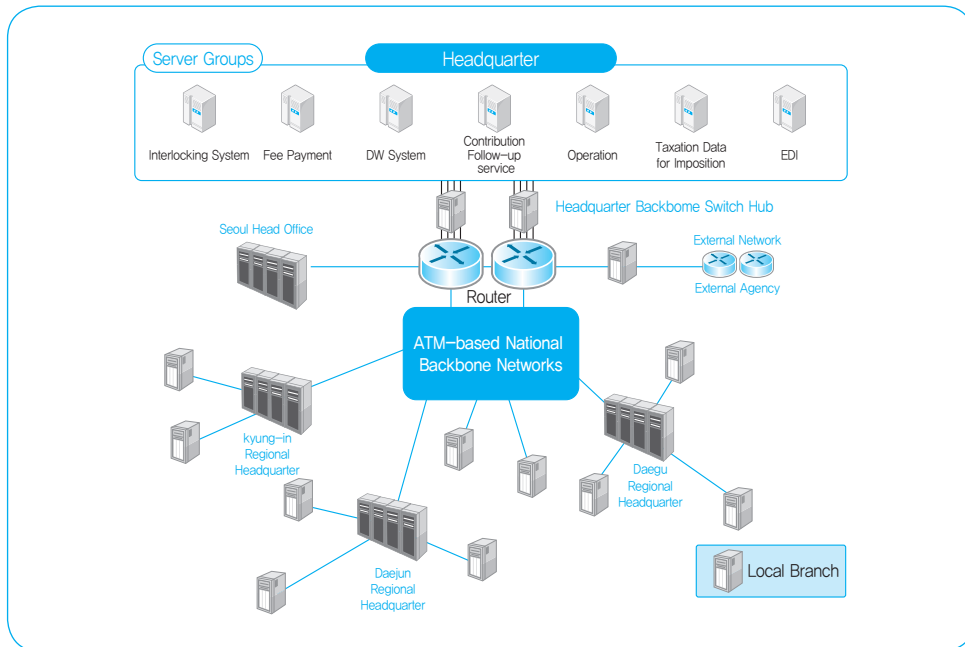 Server Groups
Headquarter
Interlocking System
Fee Payment
DW System
Contribution
Follow-up
service
Operation
Taxation Data
for Imposition
EDI
Headquarter Backbome Switch Hub
Seoul Head Office
External Network
External Agency
Router
ATM-based National
Backbone Networks
kyung-in
Regional
Headquarter
Daegu
Regional
Headquarter
Daejun
Regional
Headquarter
Local Branch